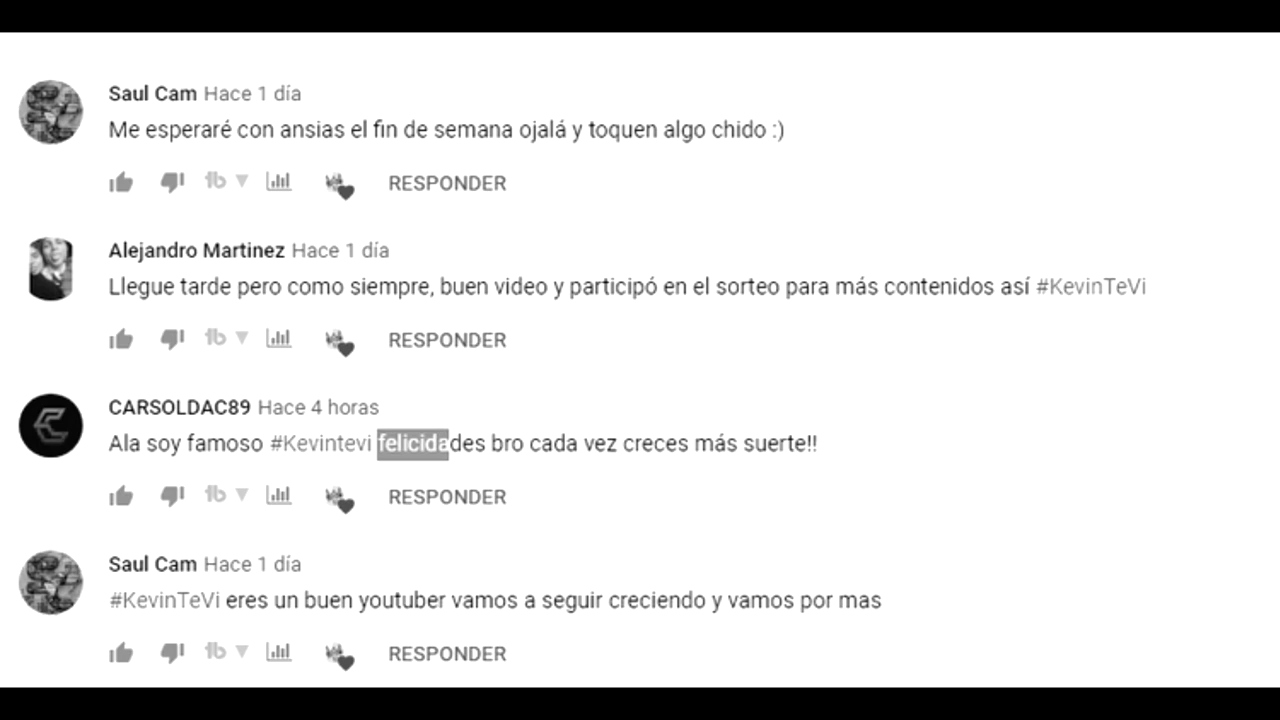 Saul Cam Hace 1 día
Me esperaré con ansias el fin de semana ojalá y toquen algo chido :)
RESPONDER
Alejandro Martinez Hace 1 día
Llegue tarde pero como siempre, buen video y participó en el sorteo para más contenidos así #KevinTeVi
RESPONDER
CARSOLDAC89 Hace 4 horas
Ala soy famoso #Kevintevi felicidades bro cada vez creces más suerte!!
RESPONDER
Saul Cam Hace 1 día
#KevinTeVi eres un buen youtuber vamos a seguir creciendo y vamos por mas
RESPONDER